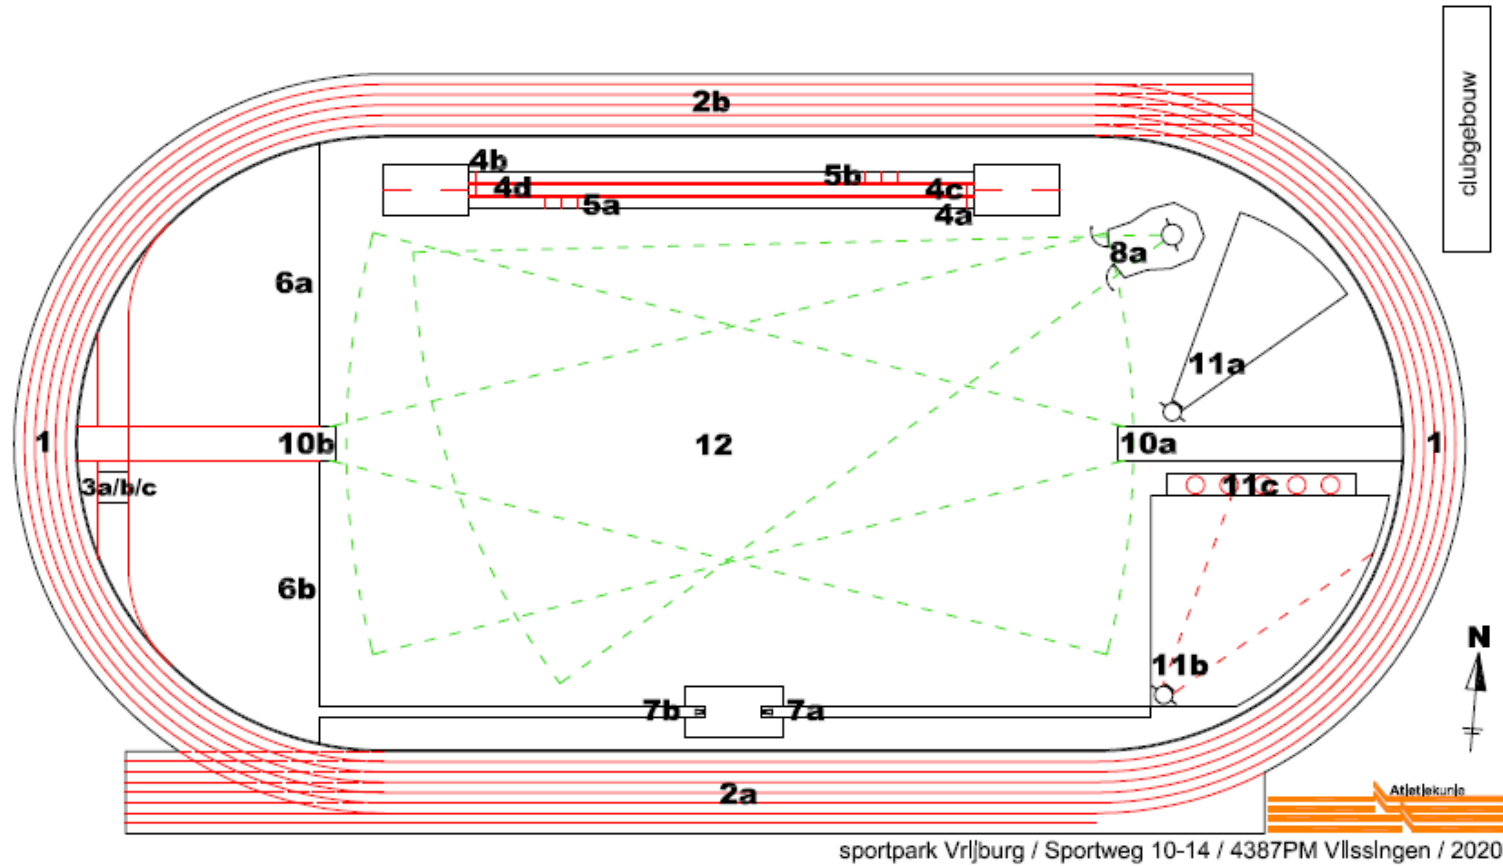 clubgebouw
2b
4b
5b
4d
4c
5a
4a
8a
6a
11a
1
10b
12
10a
1
3a/b/c
11c
6b
N
11b
7b
7a
2a
Atletiekunie
sportpark Vrijburg / Sportweg 10-14 / 4387PM Vlissingen / 2020